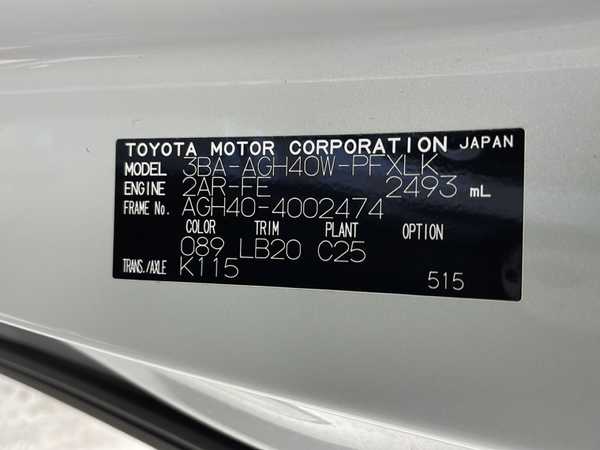 TOYOTA MOTOR CORPORATION JAPAN
MODEL 3BA-AGH40W-PFXLK
ENGINE 2AR-FE 2493 mL
FRAME No. AGH40-4002474
COLOR TRIM PLANT OPTION
089 LB20 C25
TRANS./AXLE K115
515